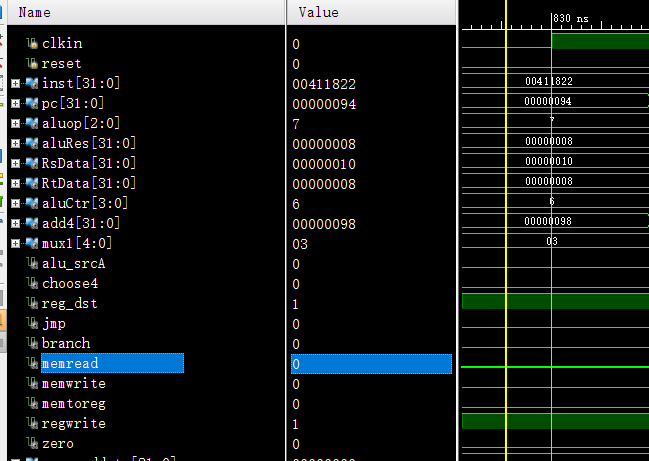 Name Value
830 ns
clkin 0
reset 0
inst[31:0] 00411822 00411822
pc[31:0] 00000094 00000094
aluop[2:0] 7 7
aluRes[31:0] 00000008 00000008
RsData[31:0] 00000010 00000010
RtData[31:0] 00000008 00000008
aluCtr[3:0] 6 6
add4[31:0] 00000098 00000098
mux1[4:0] 03 03
alu_srcA 0
choose4 0
reg_dst 1
jmp 0
branch 0
memread 0
memwrite 0
memtoreg 0
regwrite 1
zero 0